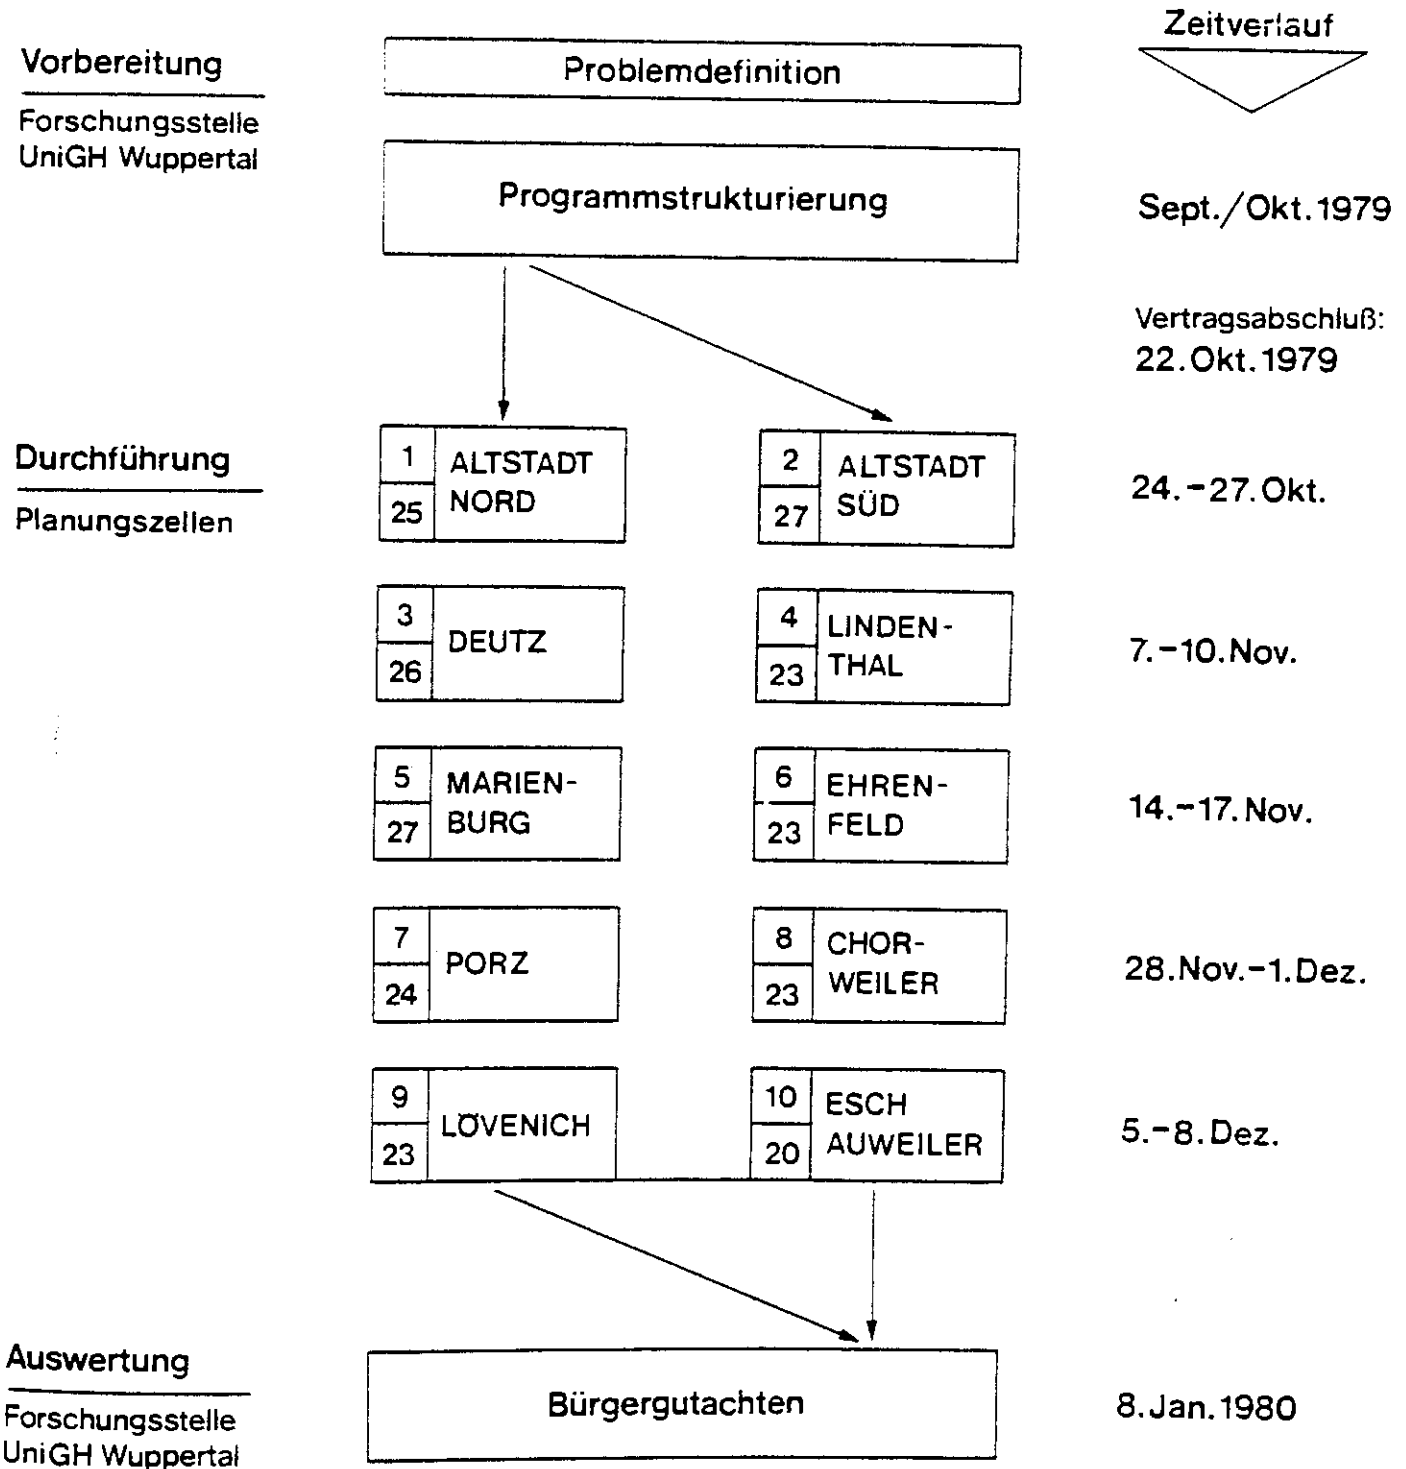 Zeitverlauf
Vorbereitung
Problemdefinition
Forschungsstelle
UniGH Wuppertal
Programmstrukturierung
Sept./Okt.1979
Vertragsabschluß:
22.Okt.1979
Durchführung
Planungszellen
1
25
ALTSTADT
NORD
2
27
ALTSTADT
SÜD
24.-27.Okt.
3
26
DEUTZ
4
23
LINDEN-
THAL
7.-10.Nov.
5
27
MARIEN-
BURG
6
23
EHREN-
FELD
14.-17.Nov.
7
24
PORZ
8
23
CHOR-
WEILER
28.Nov.-1.Dez.
9
23
LÖVENICH
10
20
ESCH
AUWEILER
5.-8.Dez.
Auswertung
Forschungsstelle
UniGH Wuppertal
Bürgergutachten
8.Jan.1980